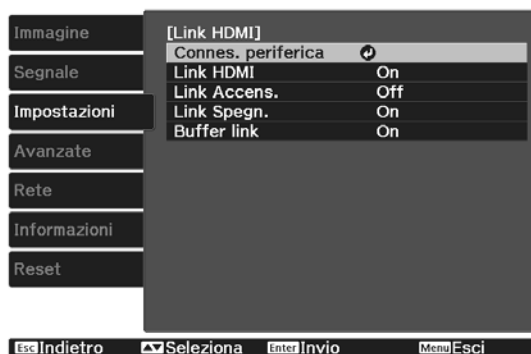 Immagine
Segnale
Impostazioni
Avanzate
Rete
Informazioni
Reset
[Link HDMI]
Connes. periferica
Link HDMI On
Link Accens. Off
Link Spegn. On
Buffer link On
Esc Indietro Seleziona Enter Invio Menu Esci